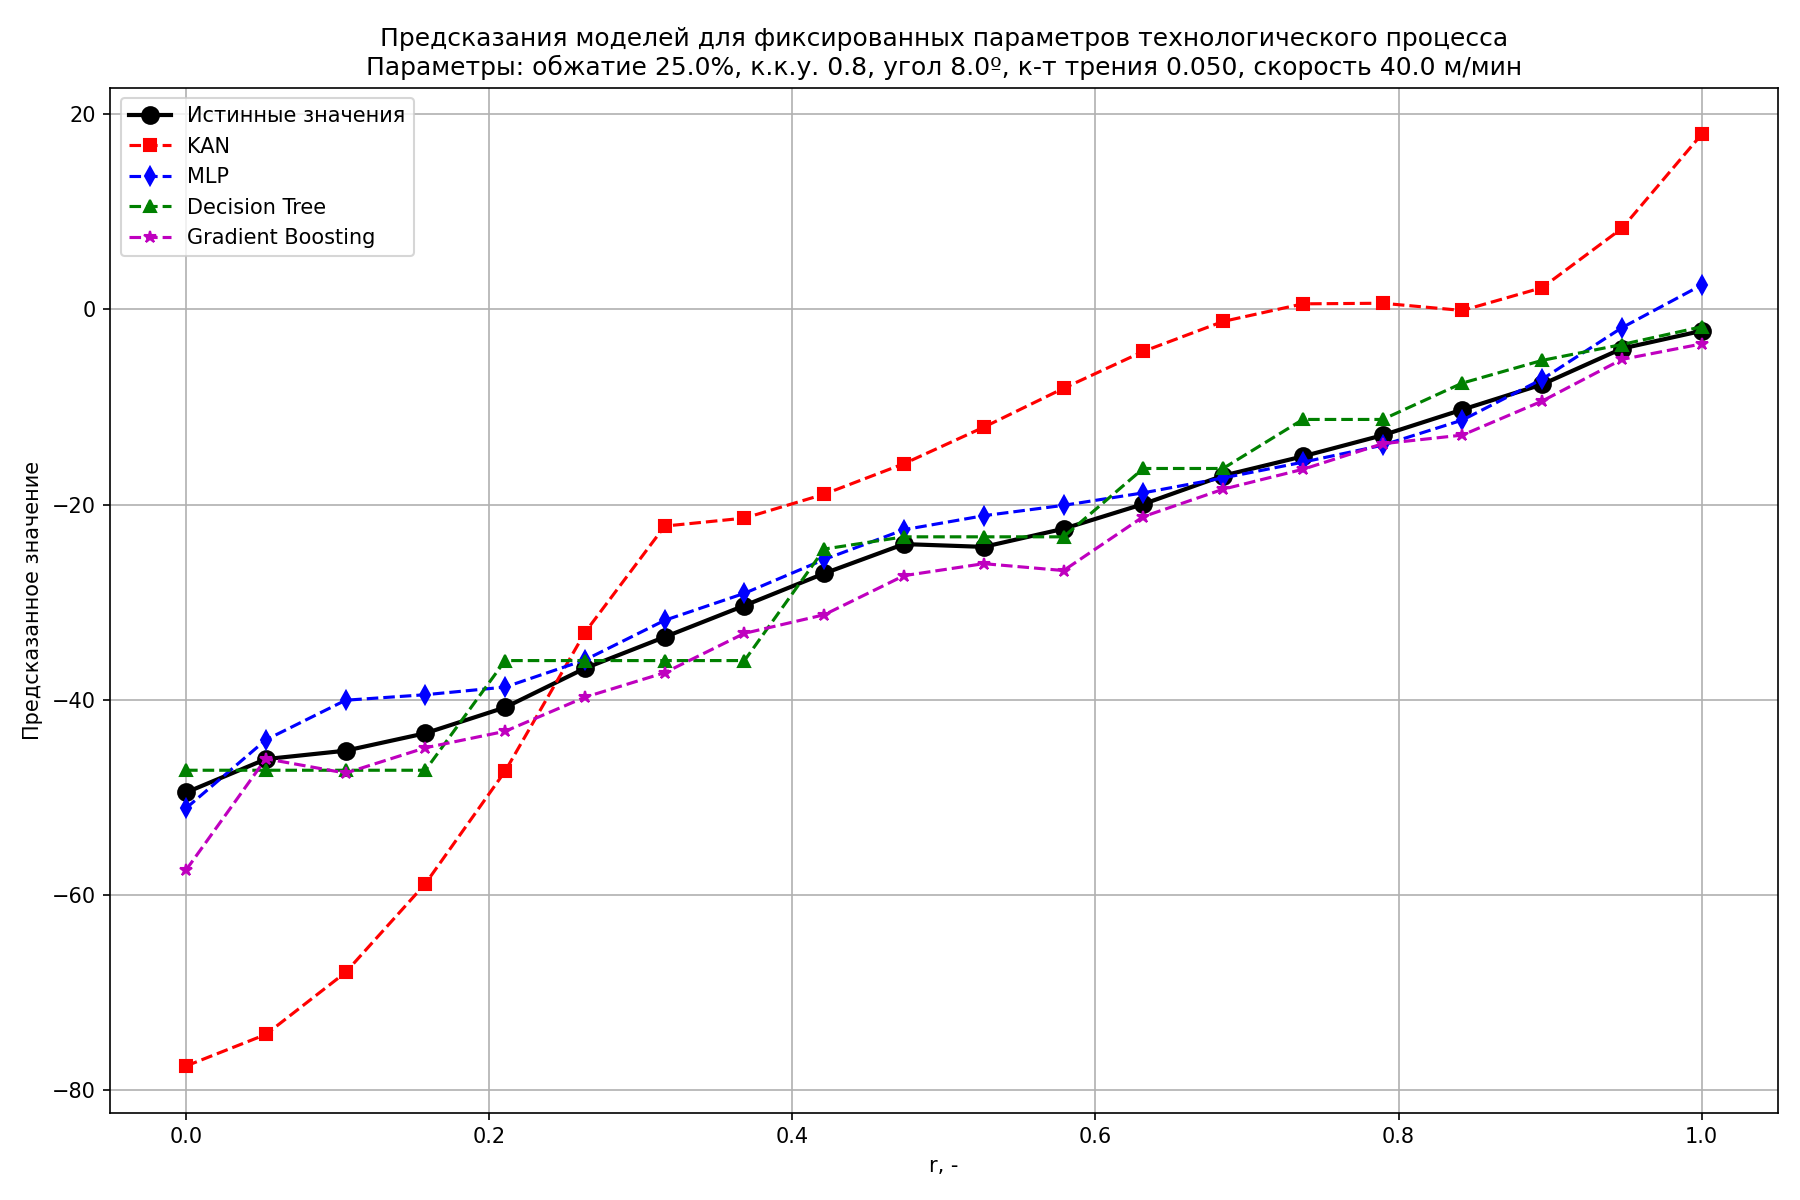 Предсказания моделей для фиксированных параметров технологического процесса
Параметры: обжатие 25.0%, к.к.у. 0.8, угол 8.0º, к-т трения 0.050, скорость 40.0 м/мин
Истинные значения
KAN
MLP
Decision Tree
Gradient Boosting
Предсказанное значение
20
0
−20
−40
−60
−80
0.0
0.2
0.4
0.6
0.8
1.0
r, -